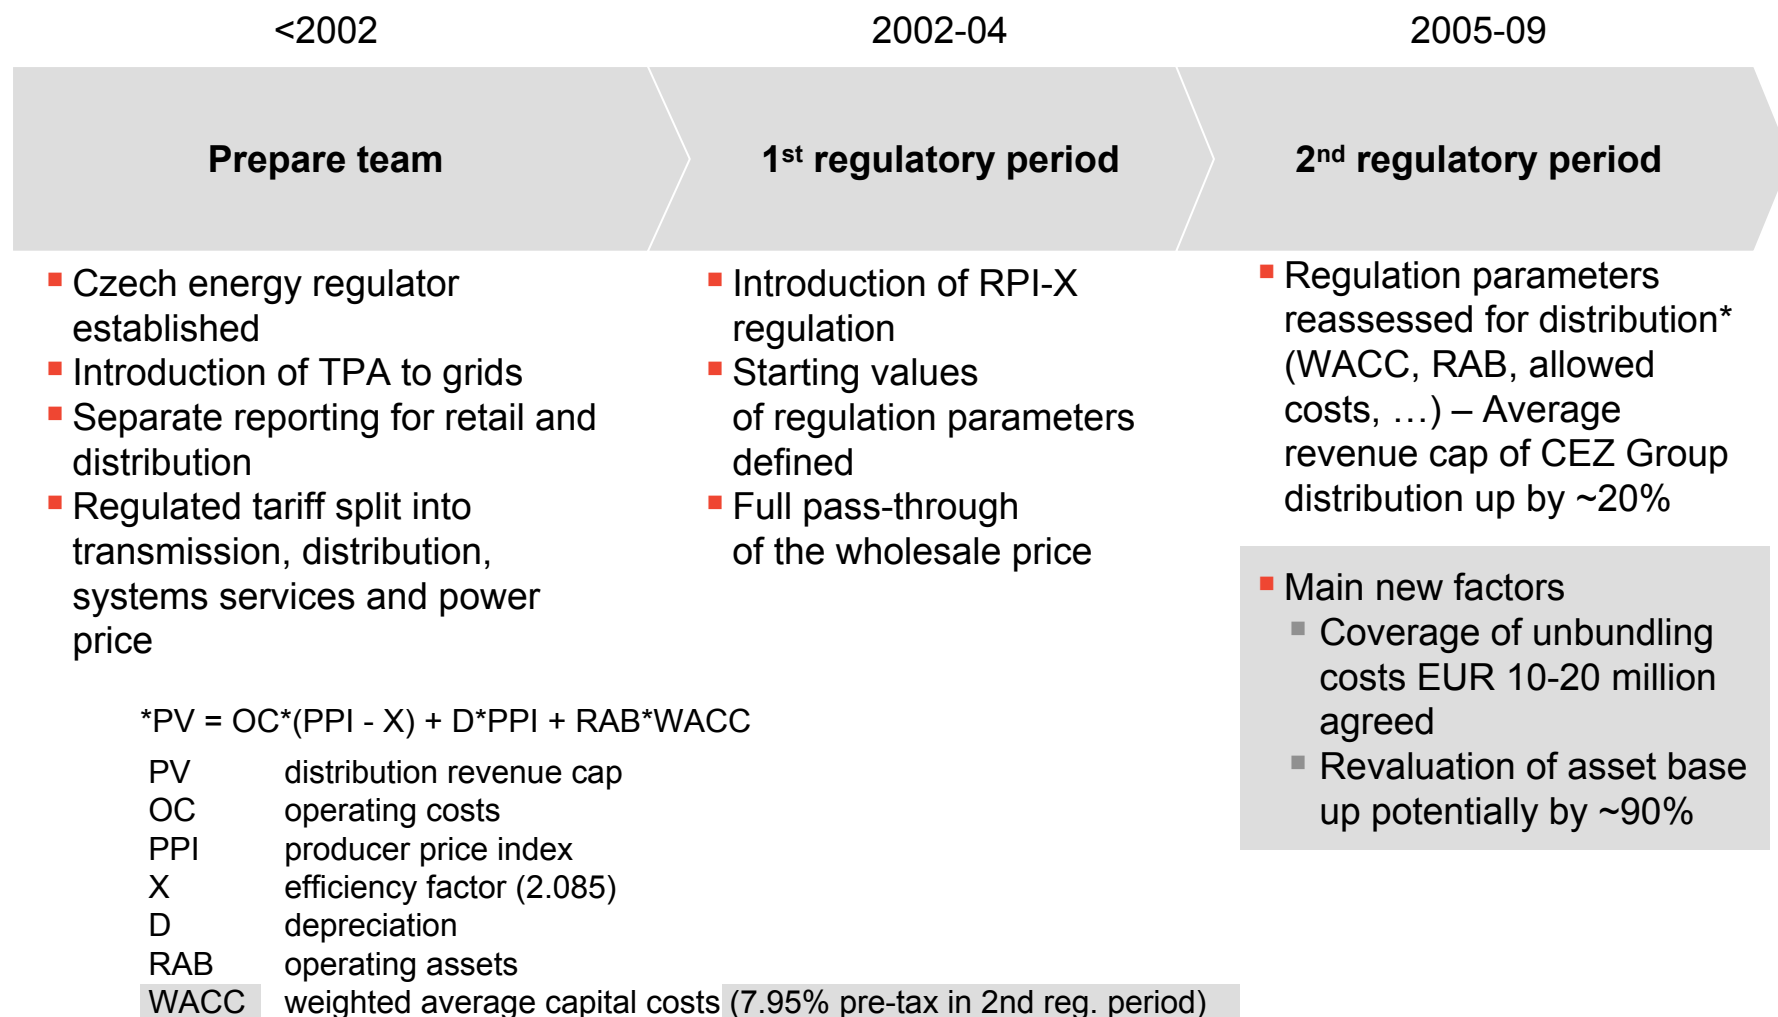 <2002
2002-04
2005-09
Prepare team
1st regulatory period
2nd regulatory period
Czech energy regulator
established
Introduction of TPA to grids
Separate reporting for retail and
distribution
Regulated tariff split into
transmission, distribution,
systems services and power
price
Introduction of RPI-X
regulation
Starting values
of regulation parameters
defined
Full pass-through
of the wholesale price
Regulation parameters
reassessed for distribution*
(WACC, RAB, allowed
costs, …) – Average
revenue cap of CEZ Group
distribution up by ~20%
Main new factors
Coverage of unbundling
costs EUR 10-20 million
agreed
Revaluation of asset base
up potentially by ~90%
*PV = OC*(PPI - X) + D*PPI + RAB*WACC
PV distribution revenue cap
OC operating costs
PPI producer price index
X efficiency factor (2.085)
D depreciation
RAB operating assets
WACC weighted average capital costs (7.95% pre-tax in 2nd reg. period)